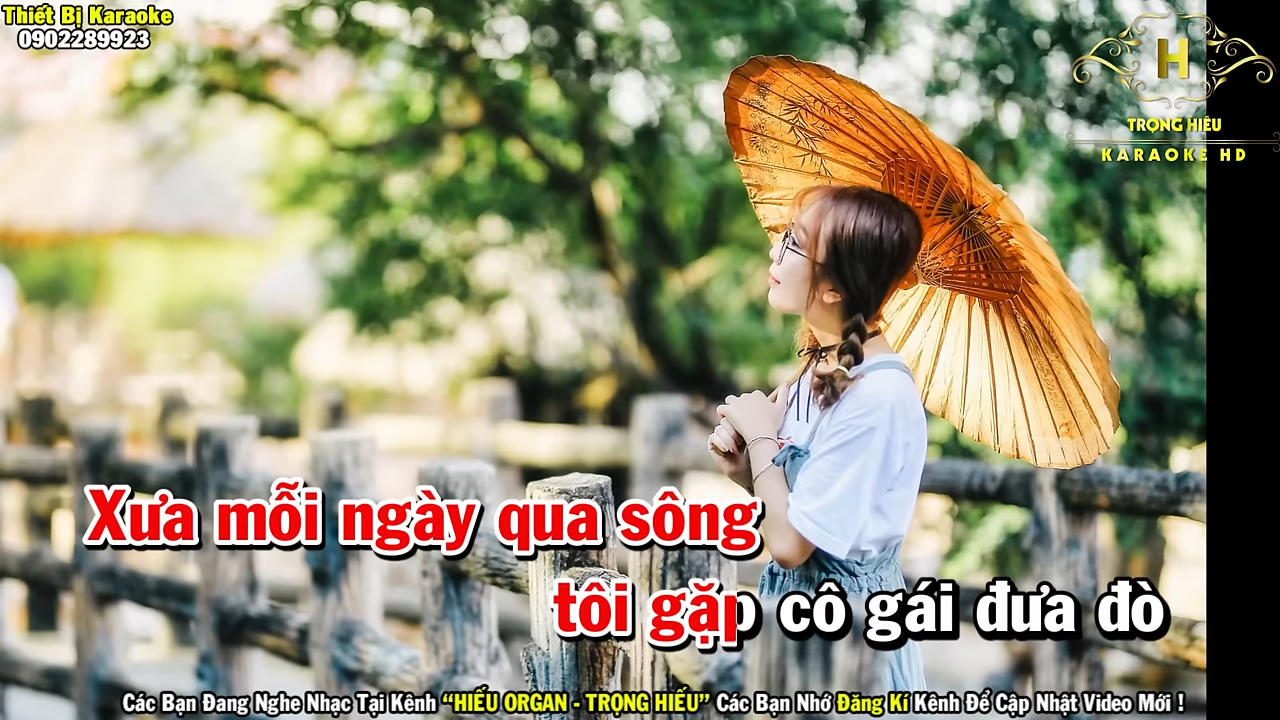 Thiết Bị Karaoke
0902289923
H
TRỌNG HIẾU
KARAOKE HD
Xưa mỗi ngày qua sông
tôi gặp cô gái đưa đò
Các Bạn Đang Nghe Nhạc Tại Kênh “HIẾU ORGAN - TRỌNG HIẾU” Các Bạn Nhớ Đăng Kí Kênh Để Cập Nhật Video Mới !